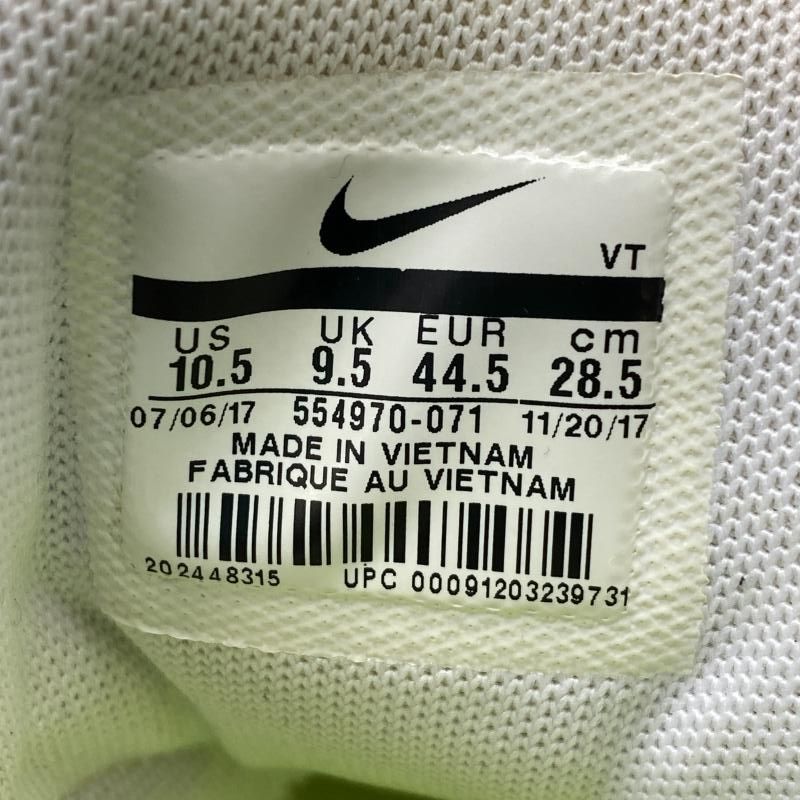 VT
US UK EUR cm
10.5 9.5 44.5 28.5
07/06/17 554970-071 11/20/17
MADE IN VIETNAM
FABRIQUE AU VIETNAM
202448315 UPC 00091203239731